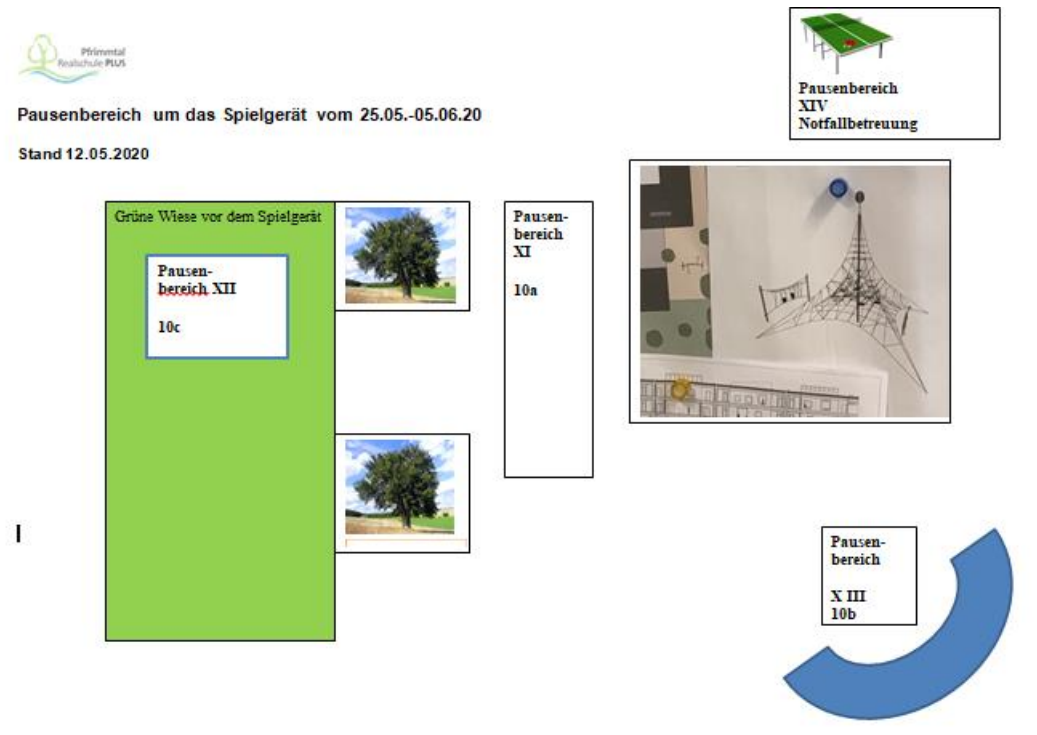 Pfrimmtal
Realschule PLUS
Pausenbereich um das Spielgerät vom 25.05.-05.06.20
Stand 12.05.2020
Pausenbereich
XIV
Notfallbetreuung
Grüne Wiese vor dem Spielgerät
Pausen-
bereich XII
10c
Pausen-
bereich
XI
10a
Pausen-
bereich
X III
10b